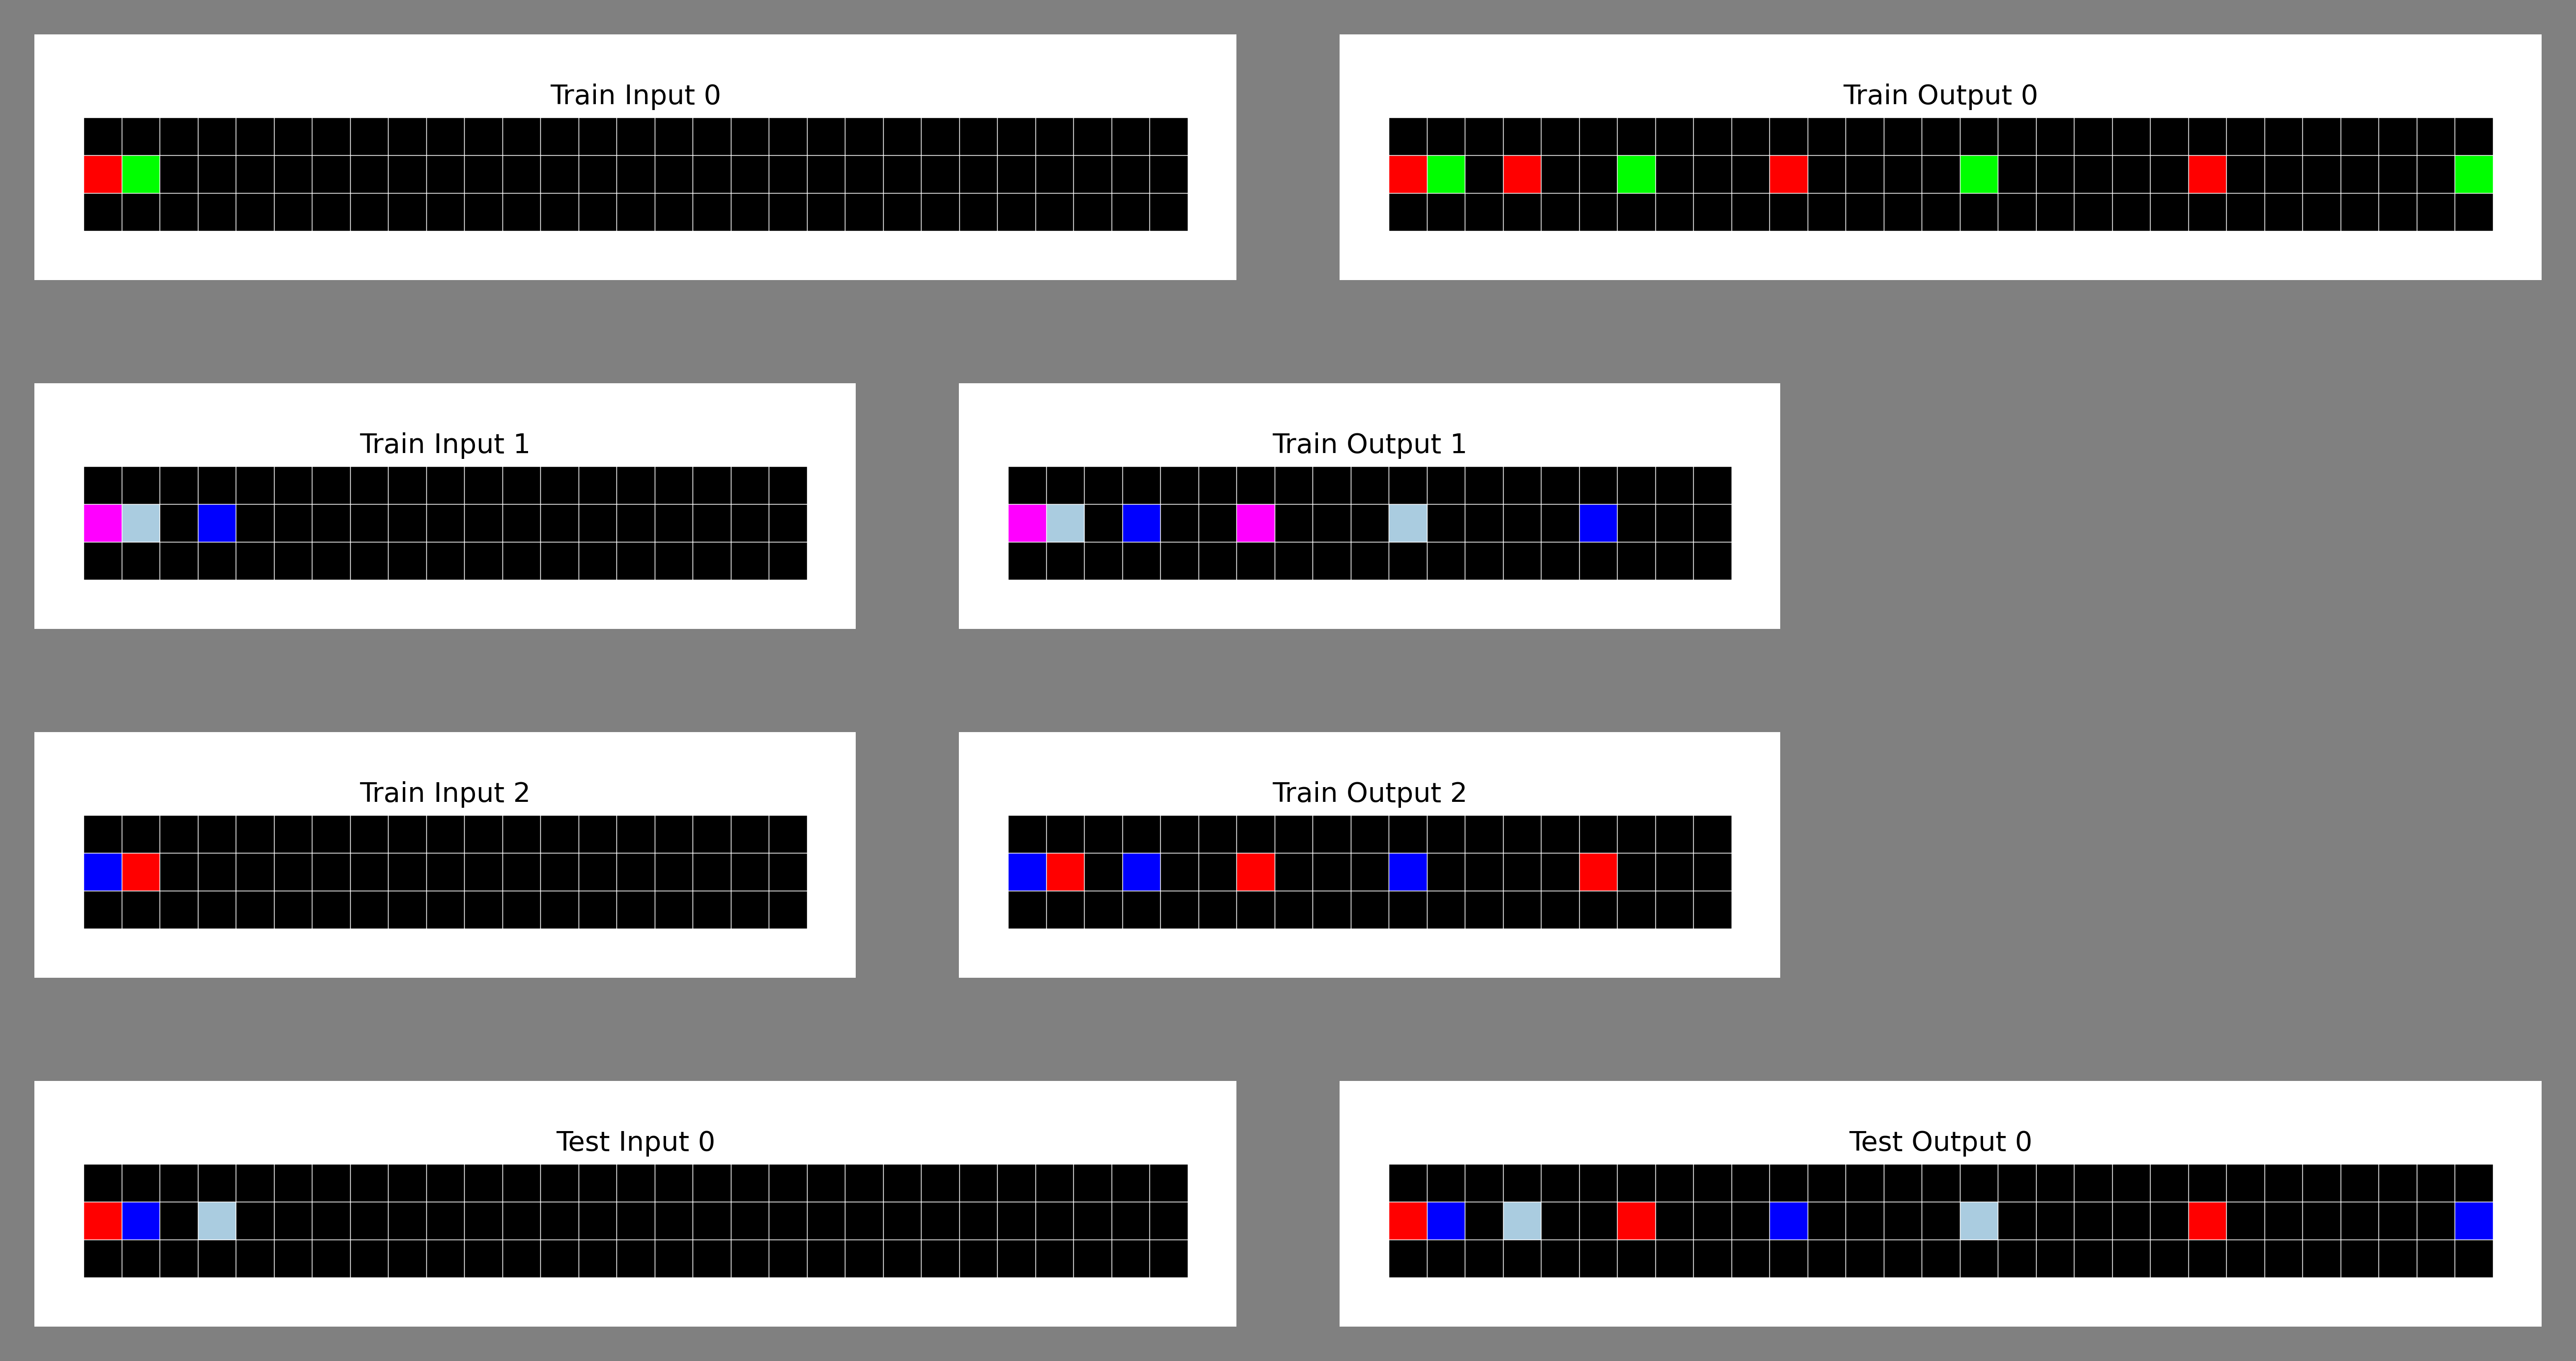 Train Input 0
Train Output 0
Train Input 1
Train Output 1
Train Input 2
Train Output 2
Test Input 0
Test Output 0